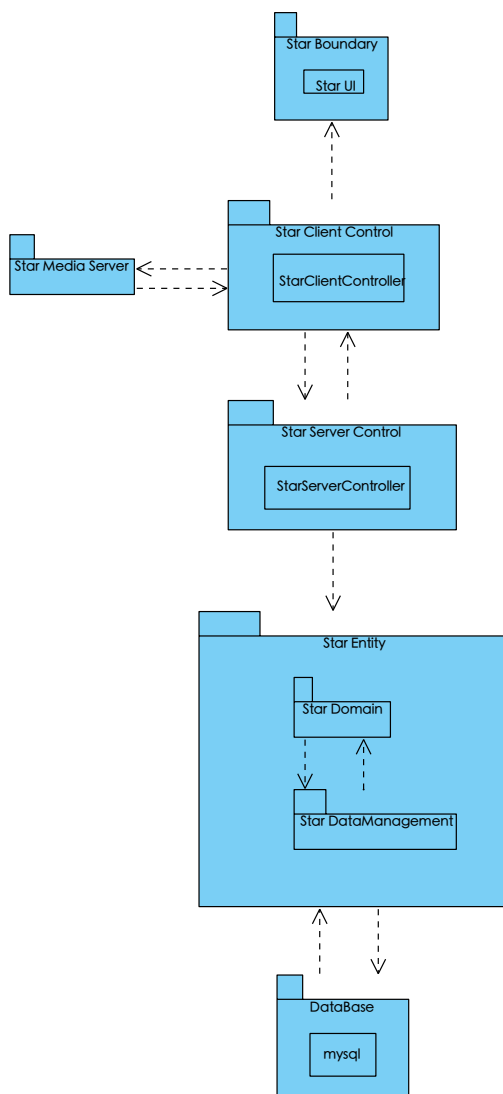 Star Boundary
Star UI
Star Client Control
StarClientController
Star Media Server
Star Server Control
StarServerController
Star Entity
Star Domain
Star DataManagement
DataBase
mysql